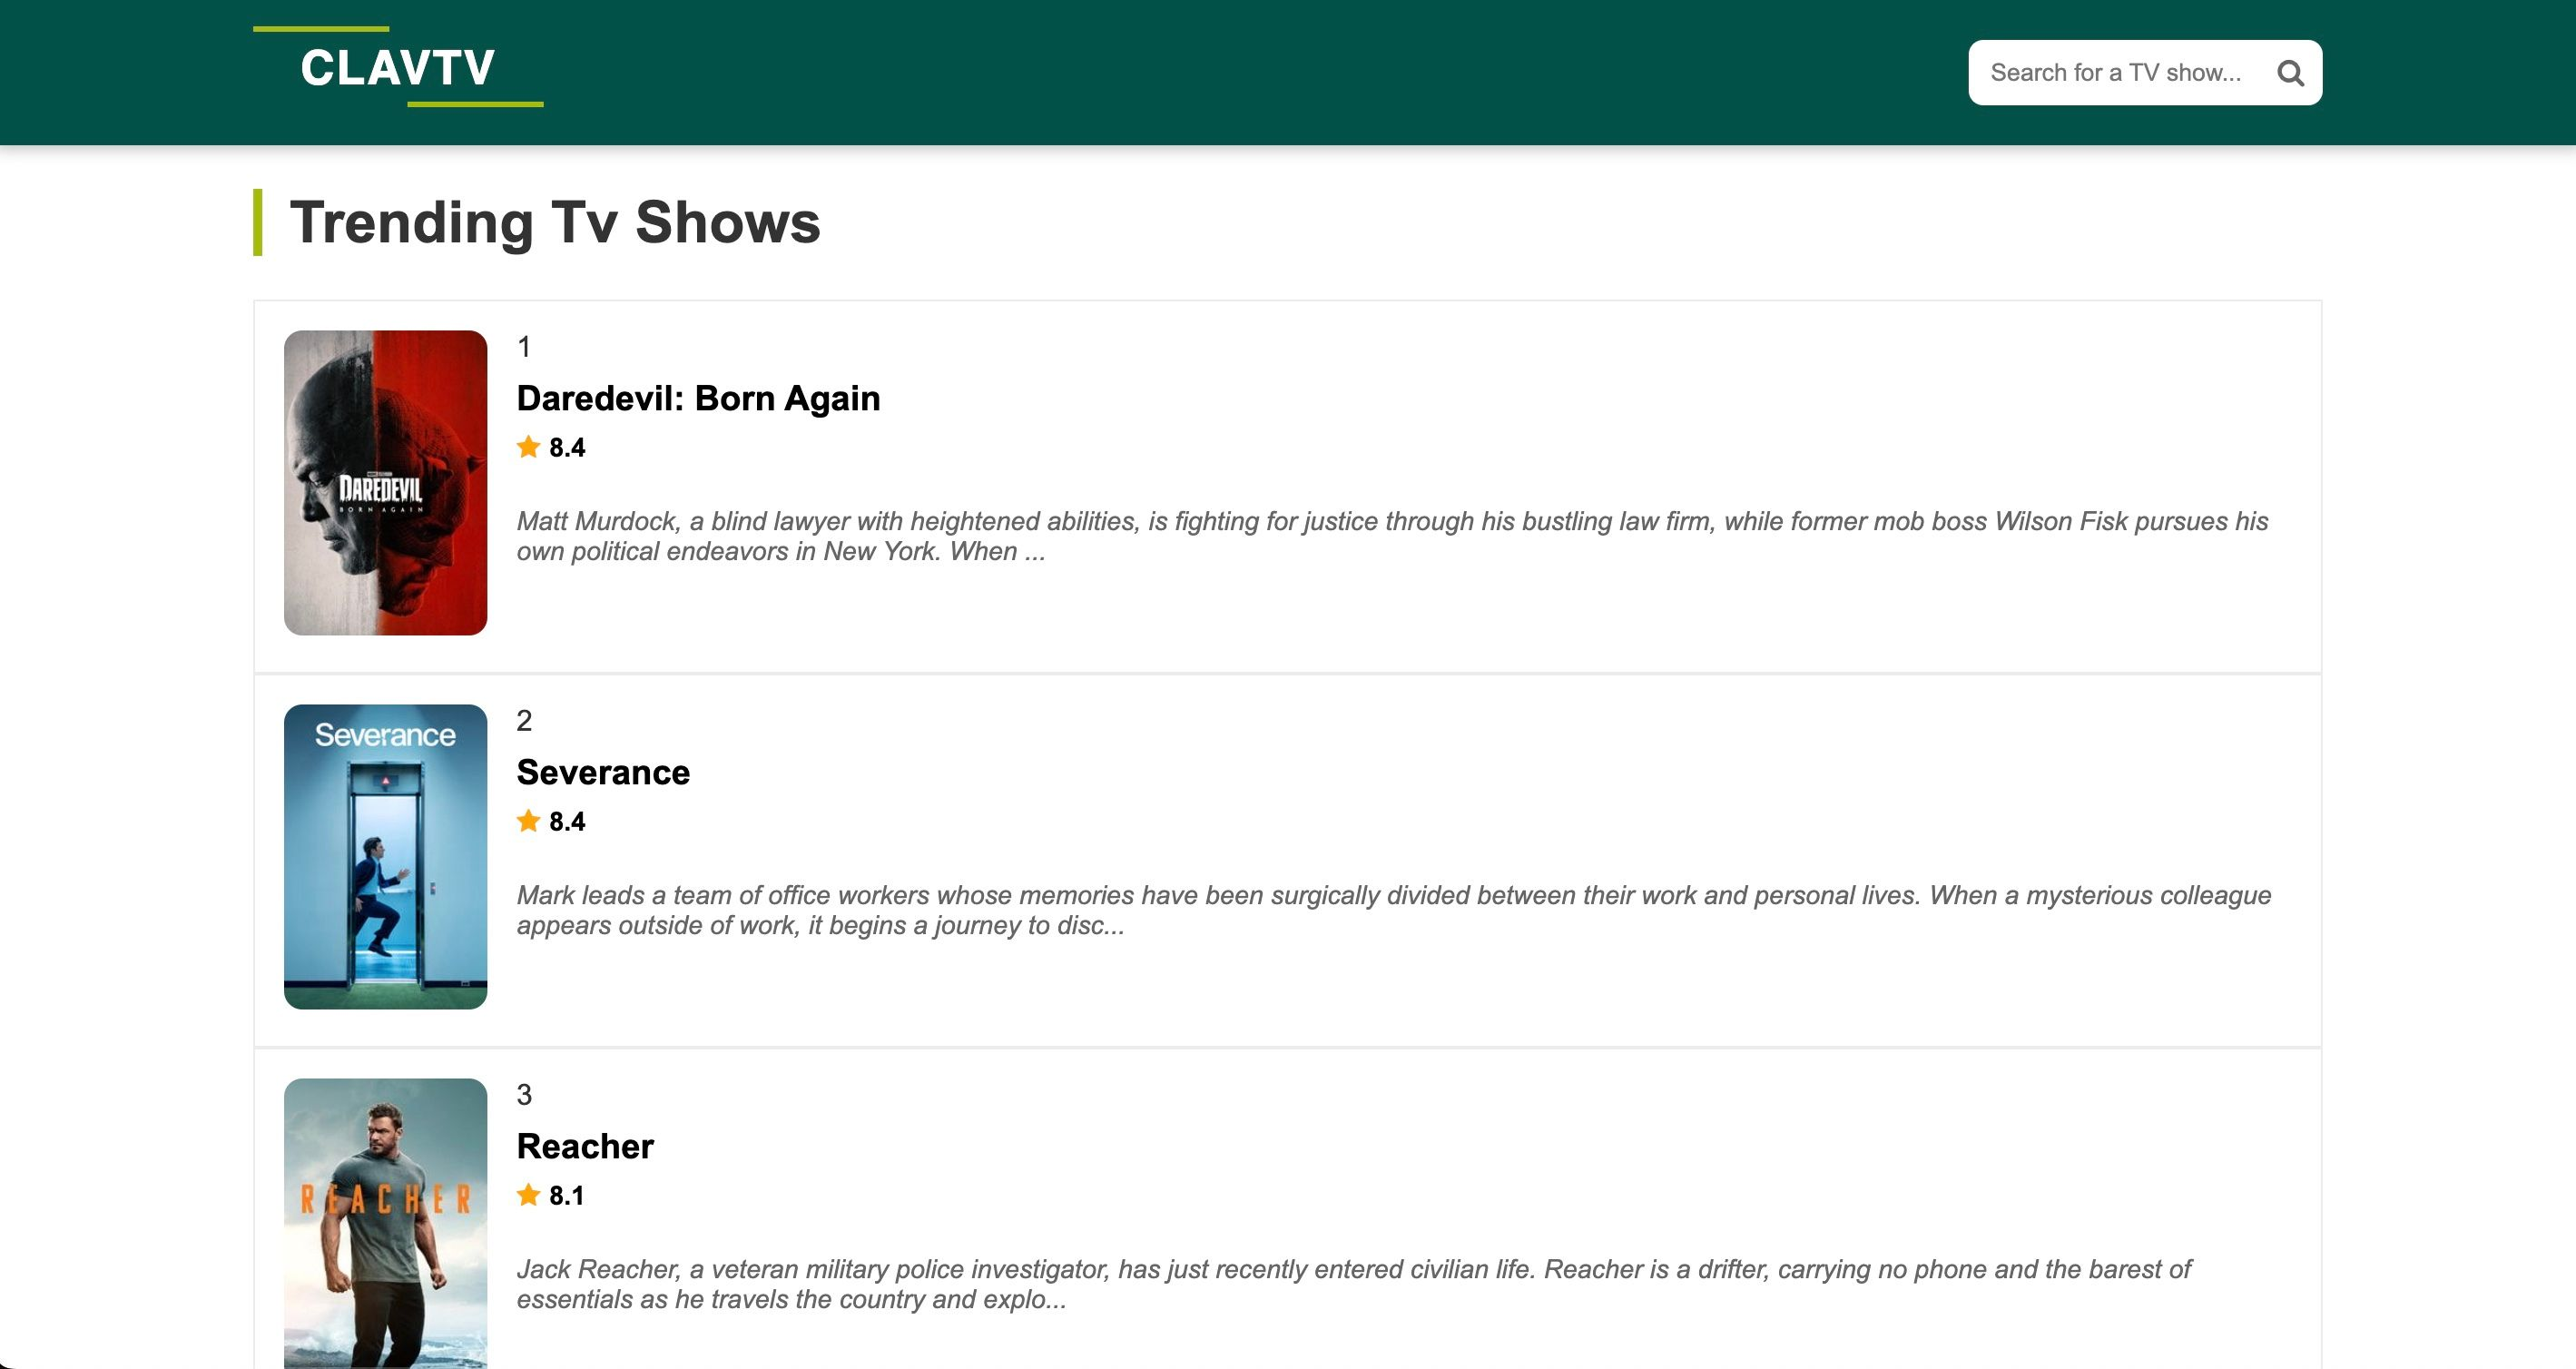 CLAVTV
Search for a TV show...
Trending Tv Shows
DAREDEVIL
BORN AGAIN
1
Daredevil: Born Again
8.4
Matt Murdock, a blind lawyer with heightened abilities, is fighting for justice through his bustling law firm, while former mob boss Wilson Fisk pursues his
own political endeavors in New York. When ...
Severance
2
Severance
8.4
Mark leads a team of office workers whose memories have been surgically divided between their work and personal lives. When a mysterious colleague
appears outside of work, it begins a journey to disc...
REACHER
3
Reacher
8.1
Jack Reacher, a veteran military police investigator, has just recently entered civilian life. Reacher is a drifter, carrying no phone and the barest of
essentials as he travels the country and explo...